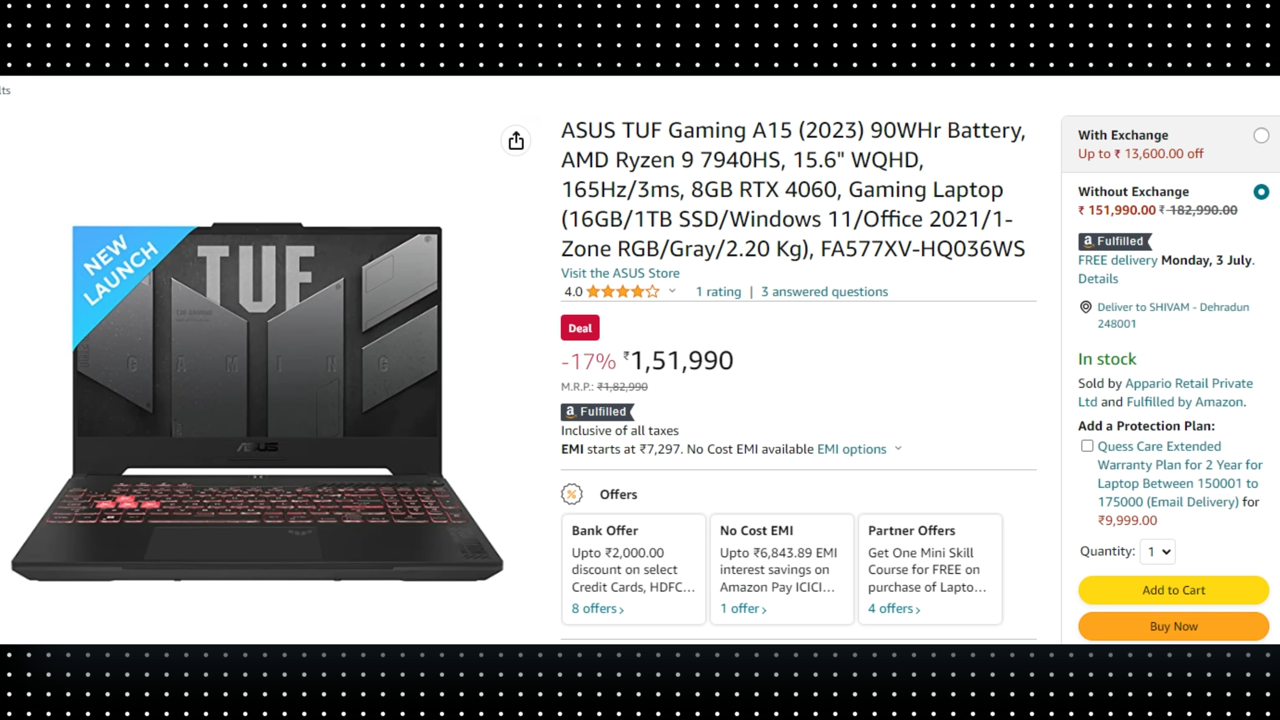 lts
NEW
LAUNCH
TUF
GAMING
ASUS
ASUS TUF Gaming A15 (2023) 90WHr Battery,
AMD Ryzen 9 7940HS, 15.6" WQHD,
165Hz/3ms, 8GB RTX 4060, Gaming Laptop
(16GB/1TB SSD/Windows 11/Office 2021/1-
Zone RGB/Gray/2.20 Kg), FA577XV-HQ036WS
Visit the ASUS Store
4.0 1 rating | 3 answered questions
Deal
-17% ₹1,51,990
M.R.P.: ₹1,82,990
a Fulfilled
Inclusive of all taxes
EMI starts at ₹7,297. No Cost EMI available EMI options
Offers
Bank Offer
Upto ₹2,000.00
discount on select
Credit Cards, HDFC...
8 offers
No Cost EMI
Upto ₹6,843.89 EMI
interest savings on
Amazon Pay ICICI...
1 offer
Partner Offers
Get One Mini Skill
Course for FREE on
purchase of Lapto...
4 offers
With Exchange
Up to ₹ 13,600.00 off
Without Exchange
₹ 151,990.00 ₹ 182,990.00
a Fulfilled
FREE delivery Monday, 3 July.
Details
Deliver to SHIVAM - Dehradun
248001
In stock
Sold by Appario Retail Private
Ltd and Fulfilled by Amazon.
Add a Protection Plan:
Quess Care Extended
Warranty Plan for 2 Year for
Laptop Between 150001 to
175000 (Email Delivery) for
₹9,999.00
Quantity: 1
Add to Cart
Buy Now